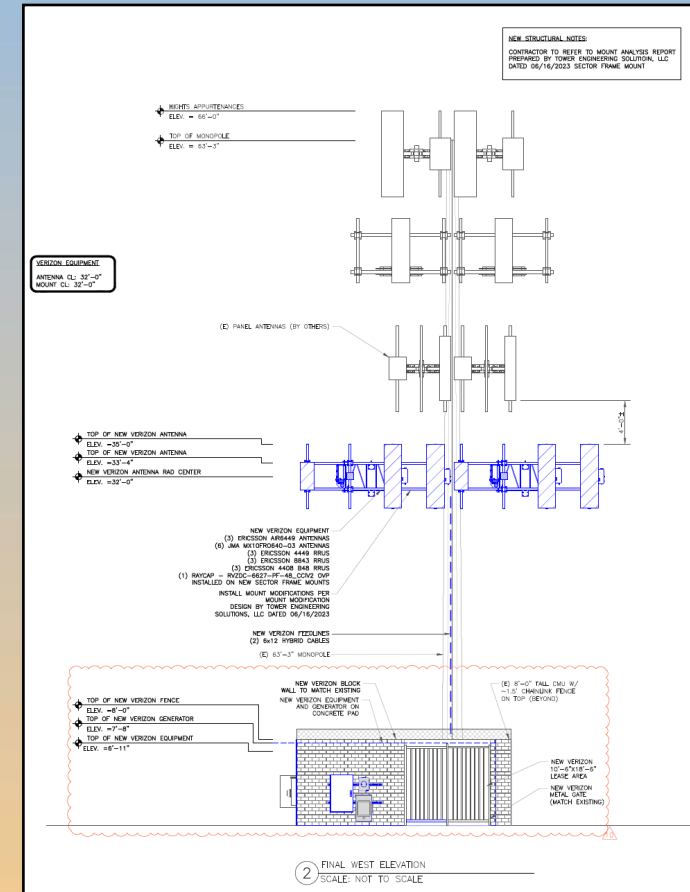 NEW STRUCTURAL NOTES:
CONTRACTOR TO REFER TO MOUNT ANALYSIS REPORT
PREPARED BY TOWER ENGINEERING SOLUTIOIN, LLC
DATED 06/16/2023 SECTOR FRAME MOUNT
HIGHTS APPURTENANCES
ELEV. = 66'-0"
TOP OF MONOPOLE
ELEV. = 63'-3"
VERIZON EQUIPMENT
ANTENNA CL: 32'-0"
MOUNT CL: 32'-0"
(E) PANEL ANTENNAS (BY OTHERS)
4'-0"±
TOP OF NEW VERIZON ANTENNA
ELEV. =35'-0"
TOP OF NEW VERIZON ANTENNA
ELEV. =33'-4"
NEW VERIZON ANTENNA RAD CENTER
ELEV. =32'-0"
NEW VERIZON EQUIPMENT
(3) ERICSSON AIR6449 ANTENNAS
(6) JMA MX10FRO640-03 ANTENNAS
(3) ERICSSON 4449 RRUS
(3) ERICSSON 8843 RRUS
(3) ERICSSON 4408 B48 RRUS
(1) RAYCAP - RVZDC-6627-PF-48_CCIV2 OVP
INSTALLED ON NEW SECTOR FRAME MOUNTS
INSTALL MOUNT MODIFICATIONS PER
MOUNT MODIFICATION
DESIGN BY TOWER ENGINEERING
SOLUTIONS, LLC DATED 06/16/2023
NEW VERIZON FEEDLINES
(2) 6x12 HYBRID CABLES
(E) 63'-3" MONOPOLE
NEW VERIZON BLOCK
WALL TO MATCH EXISTING
NEW VERIZON EQUIPMENT
AND GENERATOR ON
CONCRETE PAD
(E) 8'-0" TALL CMU W/
~1.5' CHAINLINK FENCE
ON TOP (BEYOND)
TOP OF NEW VERIZON FENCE
ELEV. =8'-0"
TOP OF NEW VERIZON GENERATOR
ELEV. =7'-8"
TOP OF NEW VERIZON EQUIPMENT
ELEV. =6'-11"
NEW VERIZON
10'-6"X18'-6"
LEASE AREA
NEW VERIZON
METAL GATE
(MATCH EXISTING)
2 FINAL WEST ELEVATION
SCALE: NOT TO SCALE